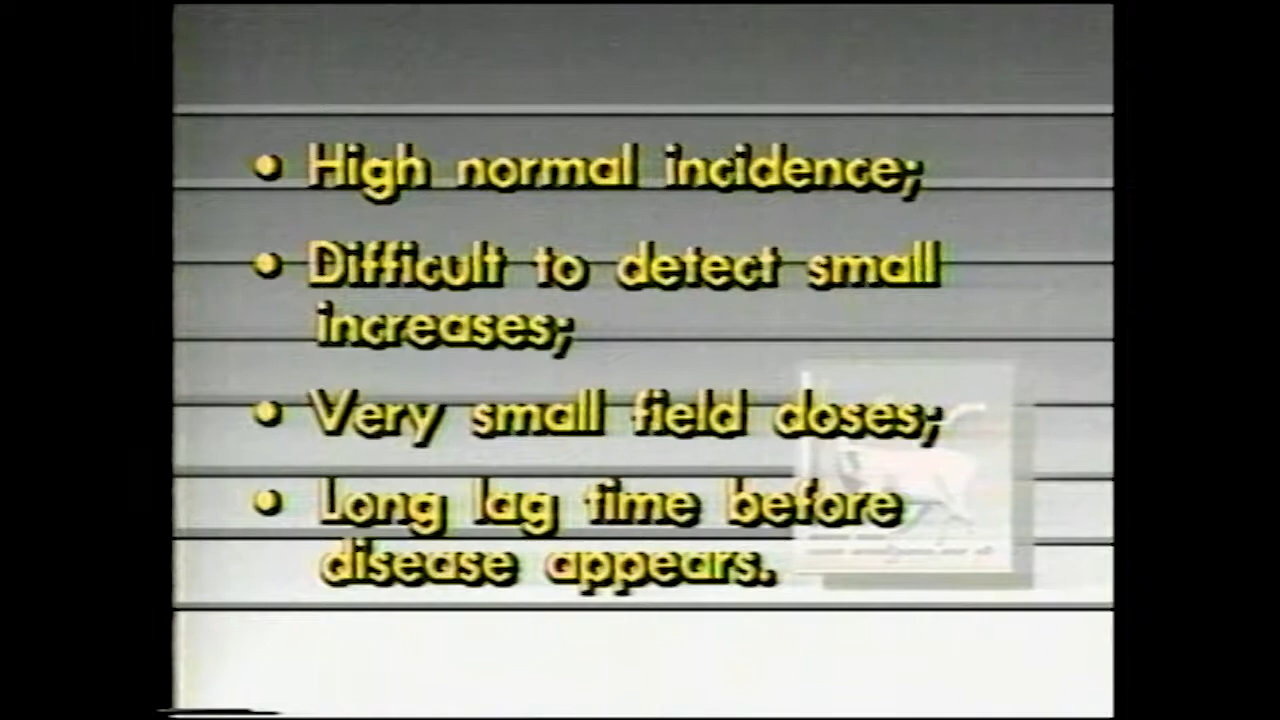 • High normal incidence;
• Difficult to detect small
increases;
• Very small field doses;
• Long lag time before
disease appears.